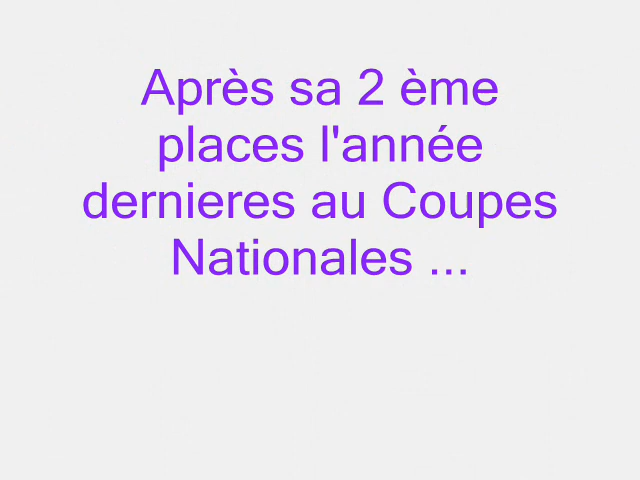 Après sa 2 ème
places l'année
dernieres au Coupes
Nationales ...